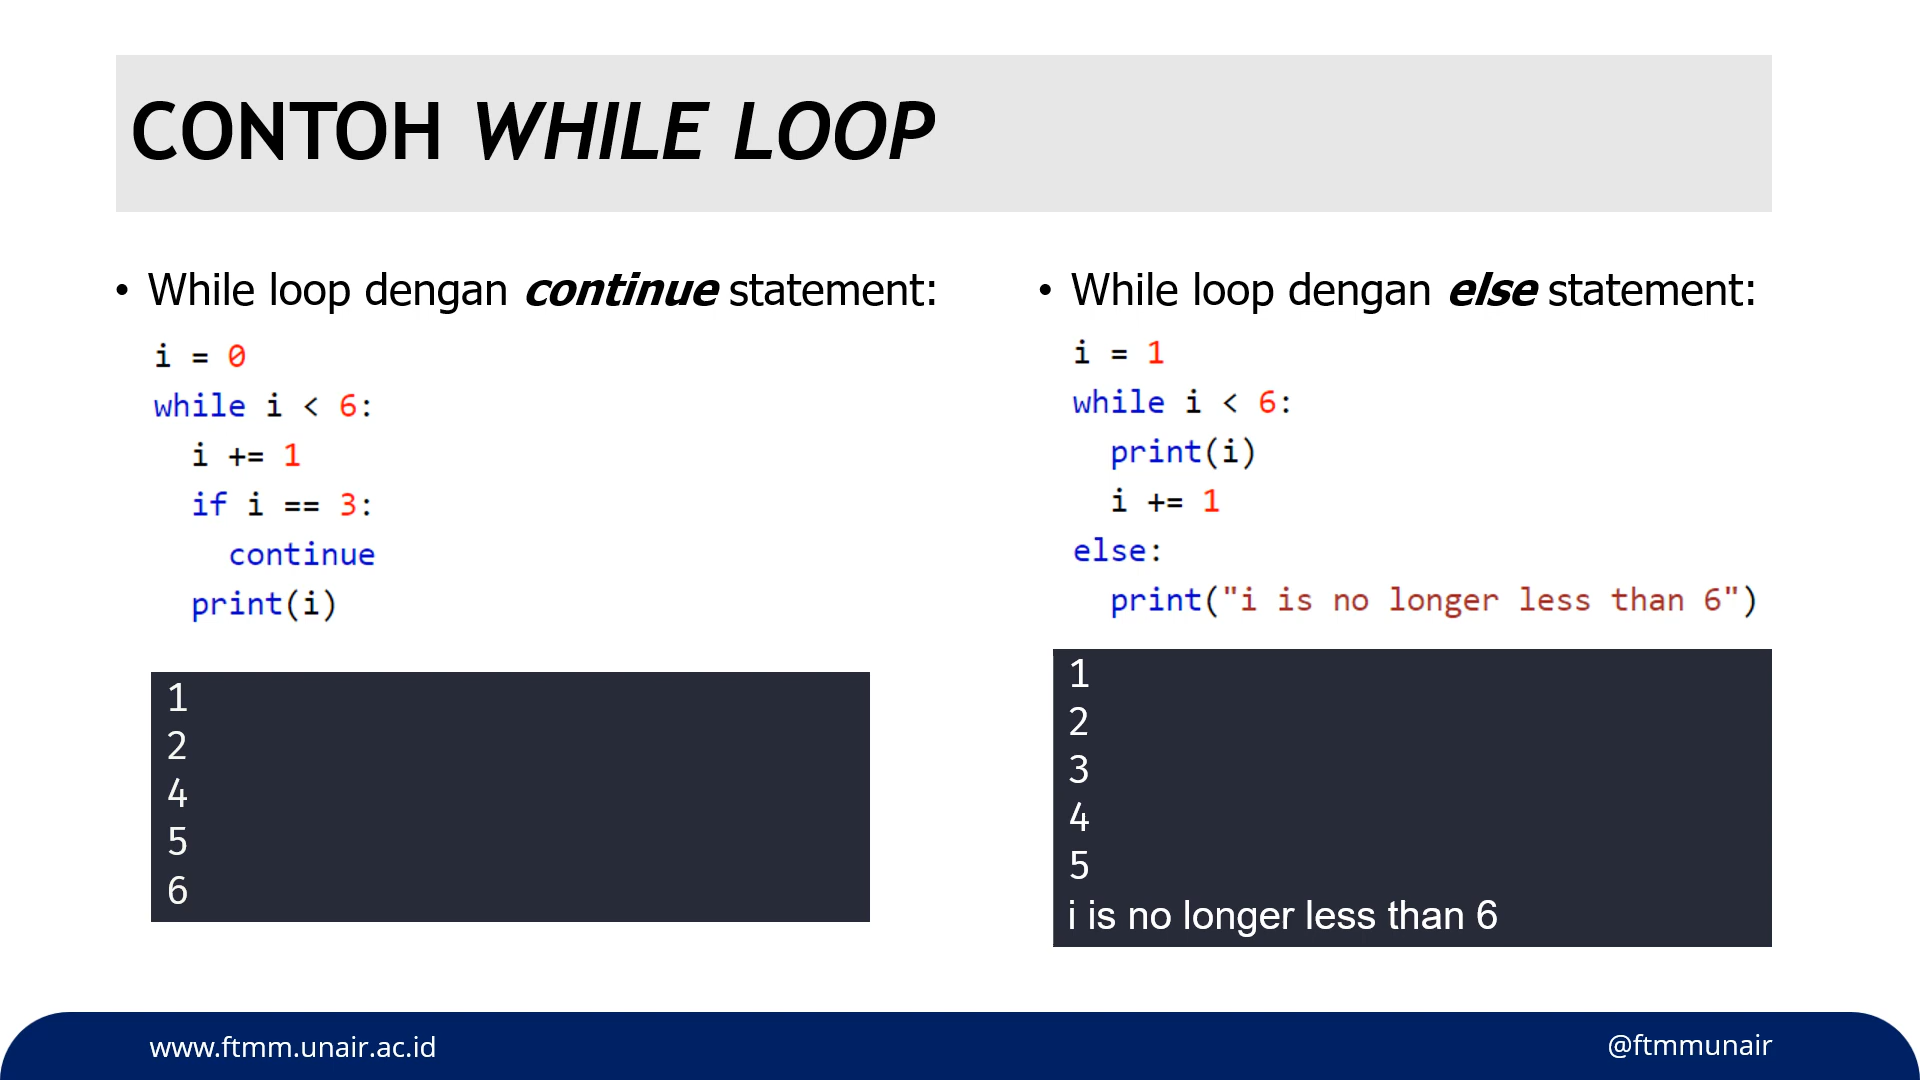 CONTOH WHILE LOOP
• While loop dengan continue statement:
i = 0
while i < 6:
  i += 1
  if i == 3:
    continue
  print(i)
1
2
4
5
6
• While loop dengan else statement:
i = 1
while i < 6:
  print(i)
  i += 1
else:
  print("i is no longer less than 6")
1
2
3
4
5
i is no longer less than 6
www.ftmm.unair.ac.id
@ftmmunair